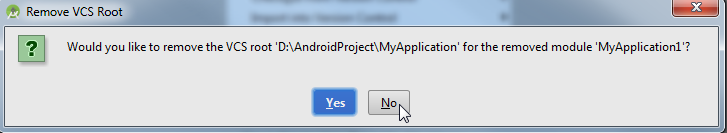 Remove VCS Root
Would you like to remove the VCS root 'D:\AndroidProject\MyApplication' for the removed module 'MyApplication1'?
Yes
No